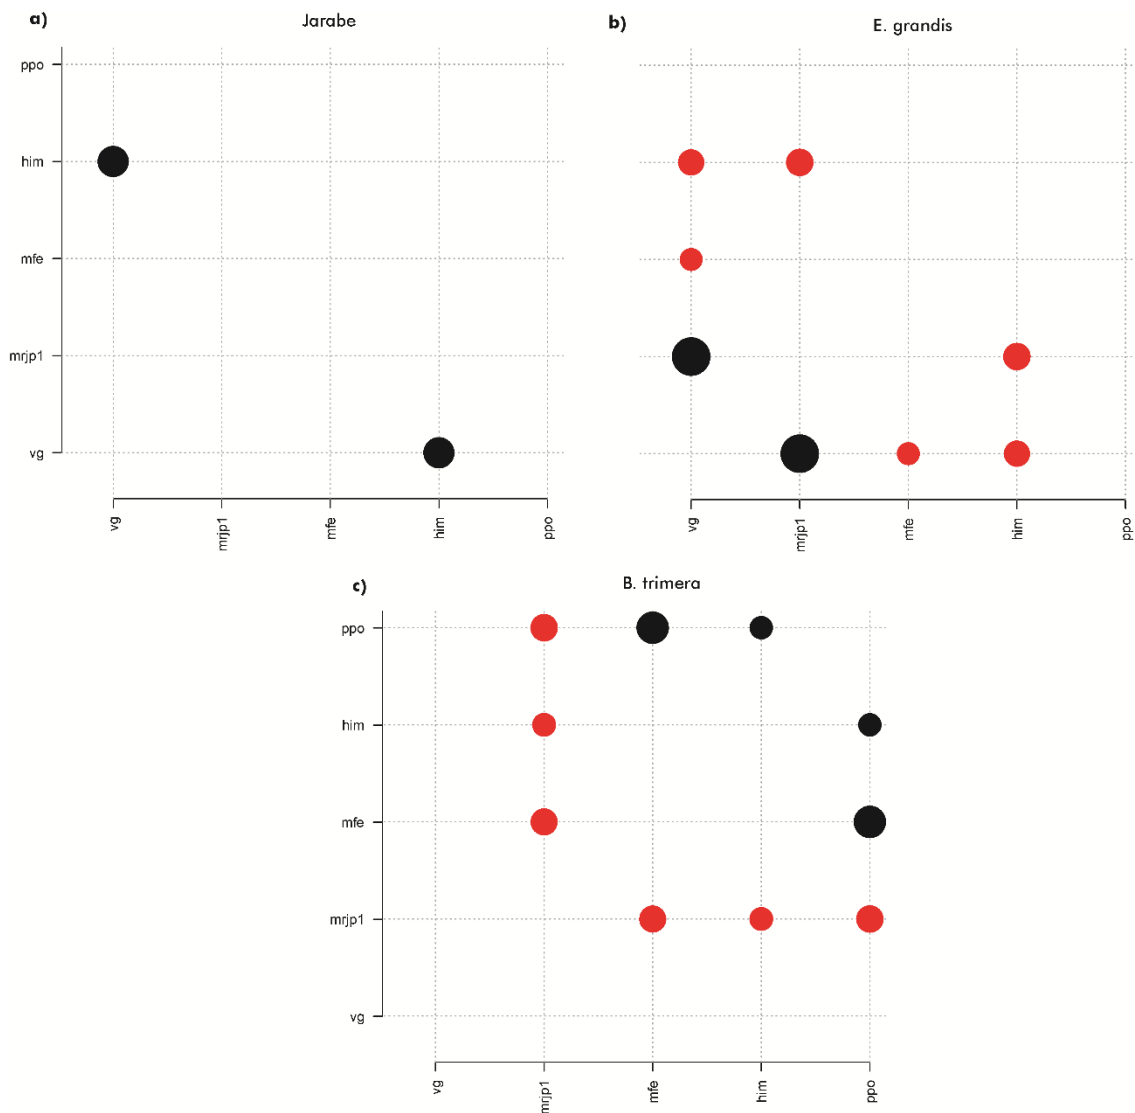 a)
Jarabe
ppo
him
mfe
mrjp1
vg
vg
mrjp1
mfe
him
ppo
b)
E. grandis
vg
mrjp1
mfe
him
ppo
c)
B. trimera
ppo
him
mfe
mrjp1
vg
vg
mrjp1
mfe
him
ppo